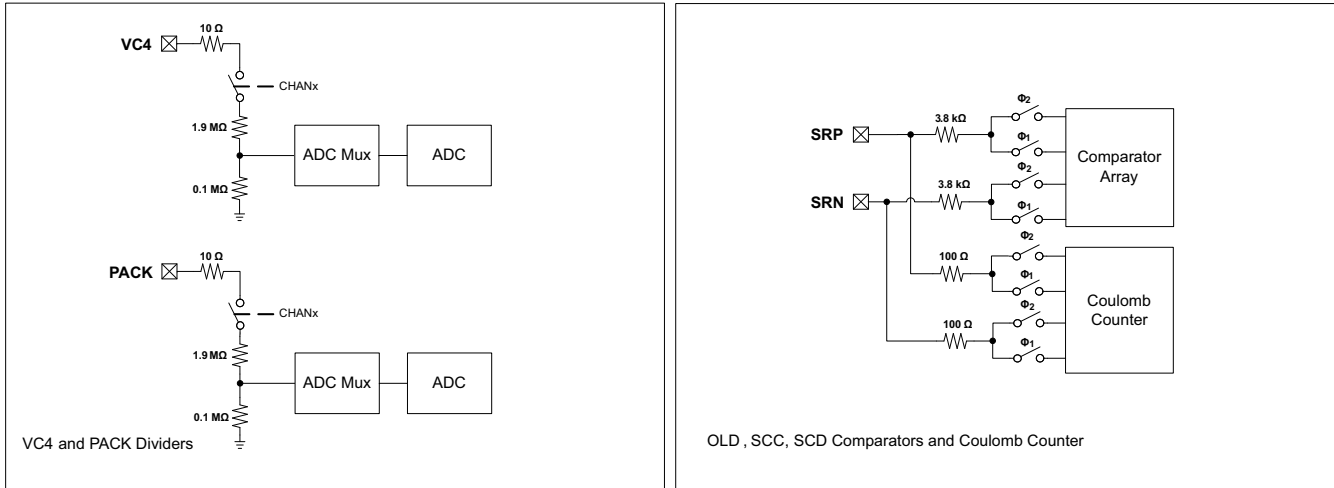 10 Ω
VC4
CHANx
1.9 MΩ
ADC Mux
ADC
0.1 MΩ
10 Ω
PACK
CHANx
1.9 MΩ
ADC Mux
ADC
0.1 MΩ
VC4 and PACK Dividers
Φ2
3.8 kΩ
SRP
Φ1
Comparator
Array
Φ2
3.8 kΩ
SRN
Φ1
Φ2
100 Ω
Φ1
Coulomb
Counter
Φ2
100 Ω
Φ1
OLD , SCC, SCD Comparators and Coulomb Counter